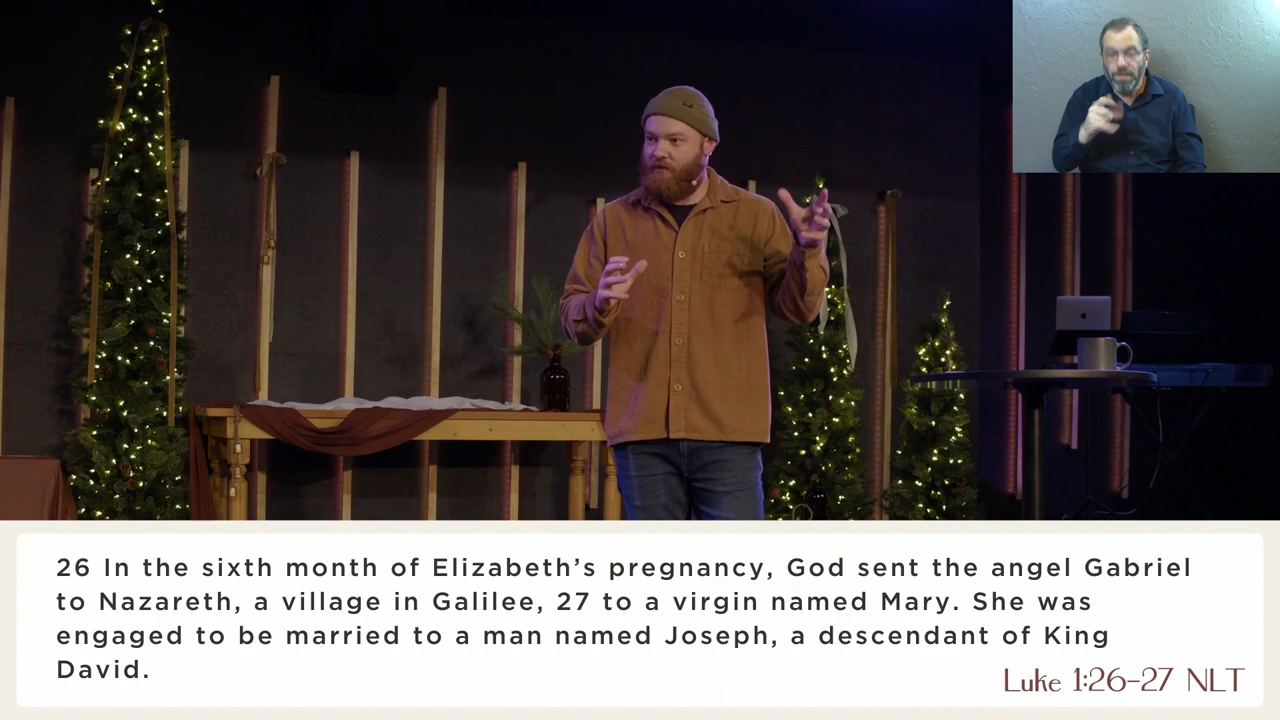 26 In the sixth month of Elizabeth’s pregnancy, God sent the angel Gabriel
to Nazareth, a village in Galilee, 27 to a virgin named Mary. She was
engaged to be married to a man named Joseph, a descendant of King
David.
Luke 1:26–27 NLT